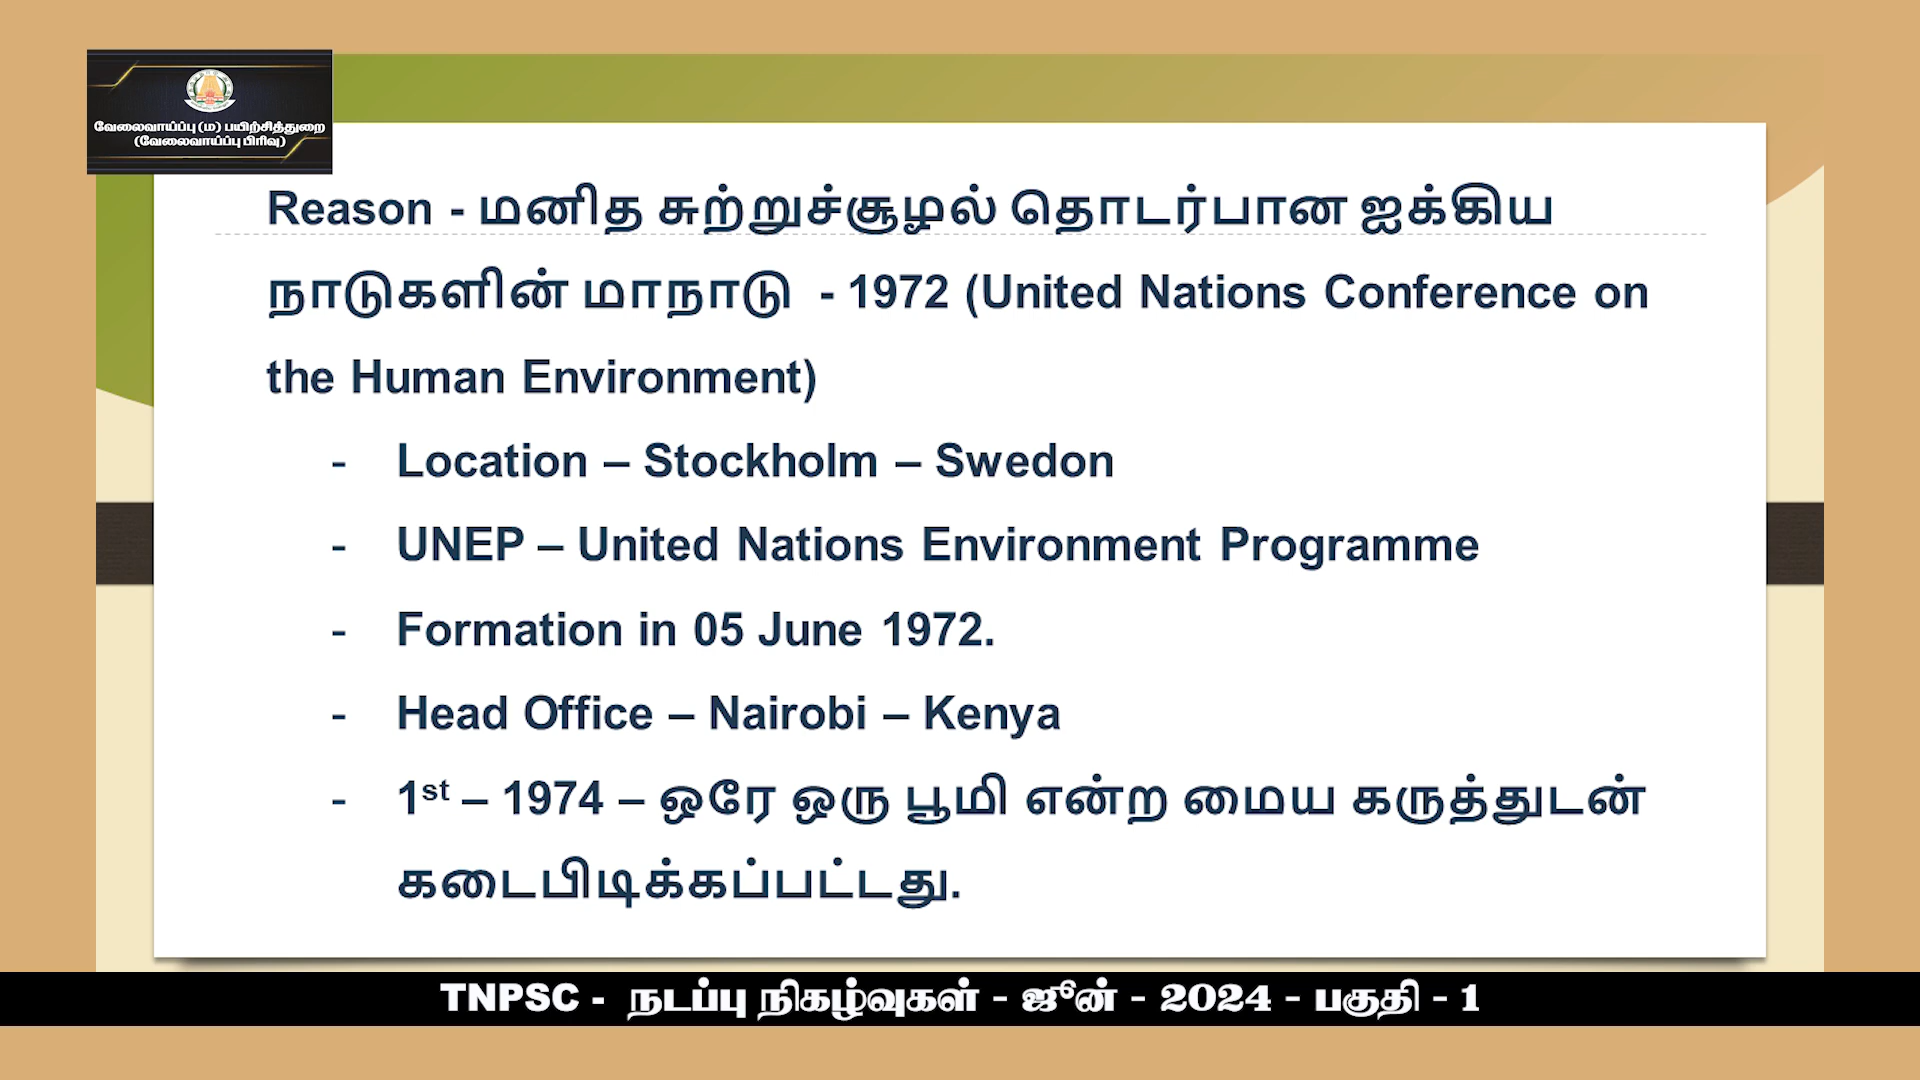 வேலைவாய்ப்பு (ம) பயிற்சித்துறை
(வேலைவாய்ப்பு பிரிவு)
Reason - மனித சுற்றுச்சூழல் தொடர்பான ஐக்கிய
நாடுகளின் மாநாடு - 1972 (United Nations Conference on
the Human Environment)
- Location – Stockholm – Swedon
- UNEP – United Nations Environment Programme
- Formation in 05 June 1972.
- Head Office – Nairobi – Kenya
- 1st – 1974 – ஒரே ஒரு பூமி என்ற மைய கருத்துடன்
கடைபிடிக்கப்பட்டது.
TNPSC - நடப்பு நிகழ்வுகள் - ஜூன் - 2024 - பகுதி - 1